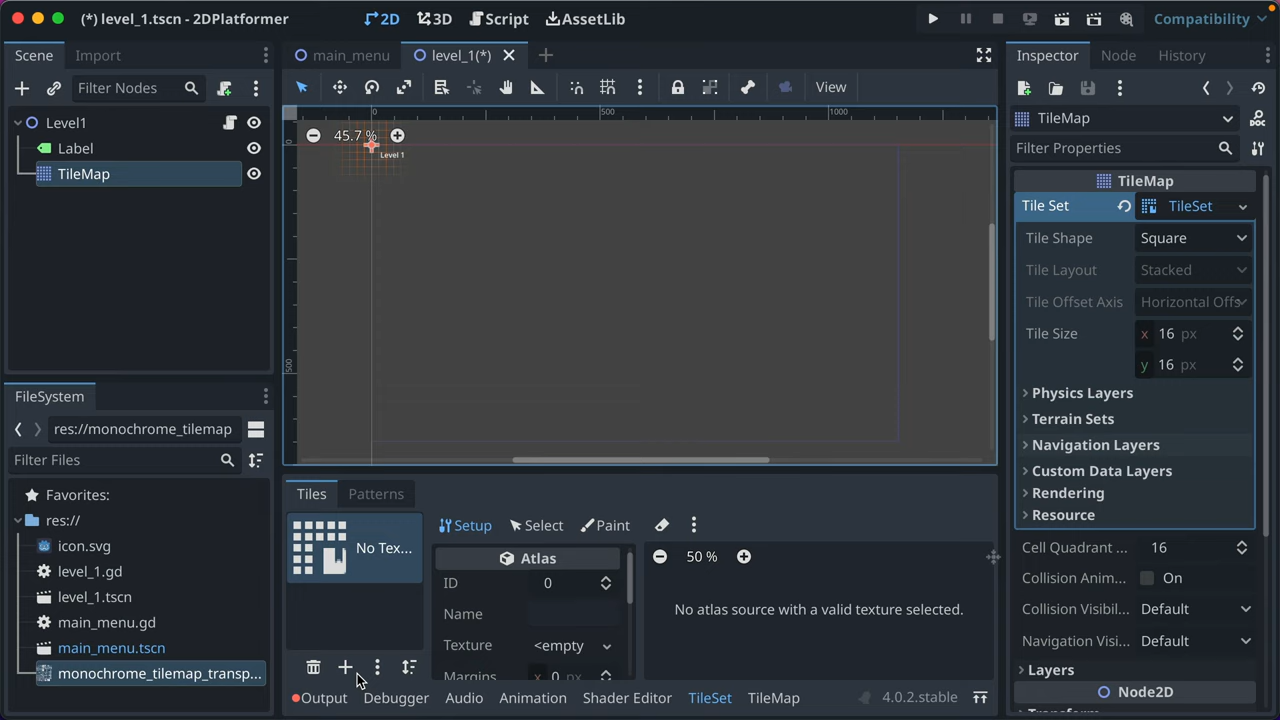 (*) level_1.tscn - 2DPlatformer
2D
3D
Script
AssetLib
Compatibility
Scene
Import
Filter Nodes
Level1
Label
TileMap
FileSystem
res://monochrome_tilemap
Filter Files
Favorites:
res://
icon.svg
level_1.gd
level_1.tscn
main_menu.gd
main_menu.tscn
monochrome_tilemap_transp...
main_menu
level_1(*)
View
0
500
1000
45.7 %
Level 1
0
500
Tiles
Patterns
No Tex...
Setup
Select
Paint
Atlas
ID
0
Name
Texture
<empty
Margins
x 0 px
50 %
No atlas source with a valid texture selected.
Output
Debugger
Audio
Animation
Shader Editor
TileSet
TileMap
4.0.2.stable
Inspector
Node
History
TileMap
Filter Properties
TileMap
Tile Set
TileSet
Tile Shape
Square
Tile Layout
Stacked
Tile Offset Axis
Horizontal Offs
Tile Size
x 16 px
y 16 px
Physics Layers
Terrain Sets
Navigation Layers
Custom Data Layers
Rendering
Resource
Cell Quadrant ...
16
Collision Anim...
On
Collision Visibil...
Default
Navigation Visi...
Default
Layers
Node2D
Transform